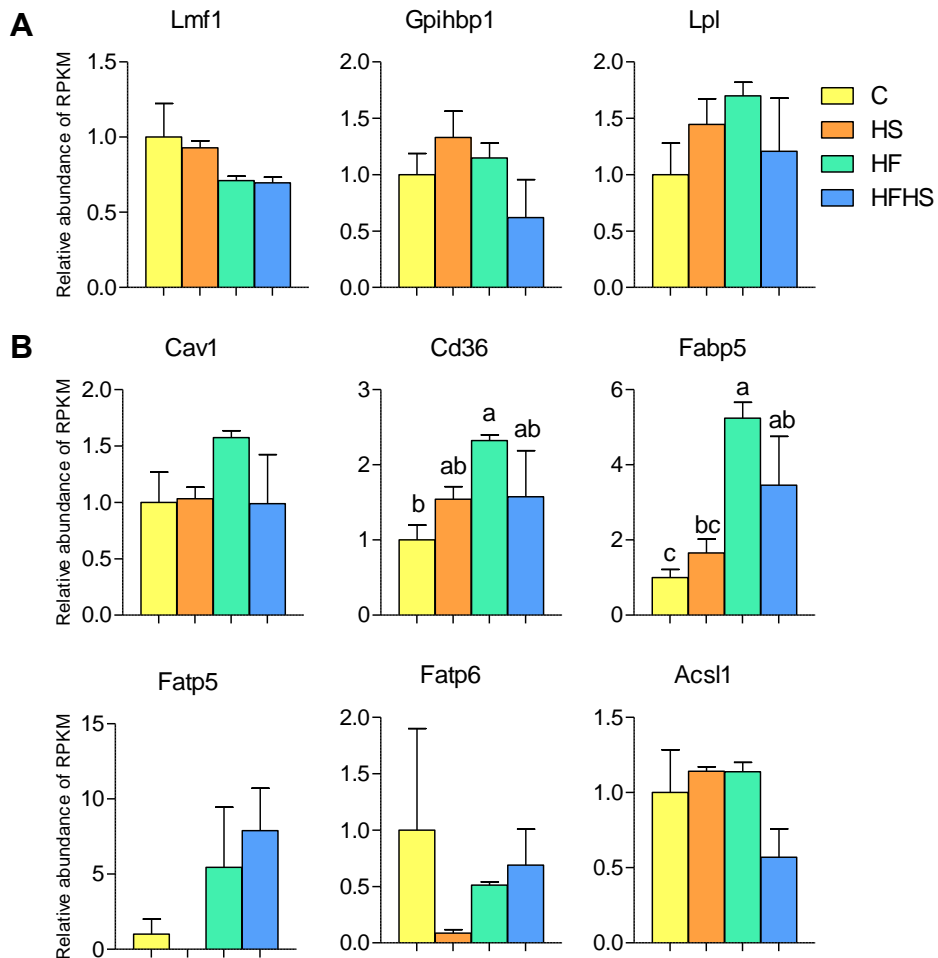 A
Lmf1
Gpihbp1
Lpl
Relative abundance of RPKM
1.5
1.0
0.5
0.0
2.0
1.5
1.0
0.5
0.0
2.0
1.5
1.0
0.5
0.0
C
HS
HF
HFHS
B
Cav1
Cd36
Fabp5
Relative abundance of RPKM
2.0
1.5
1.0
0.5
0.0
3
2
1
0
b
ab
a
ab
6
4
2
0
c
bc
a
ab
Fatp5
Fatp6
Acsl1
Relative abundance of RPKM
15
10
5
0
2.0
1.5
1.0
0.5
0.0
1.5
1.0
0.5
0.0